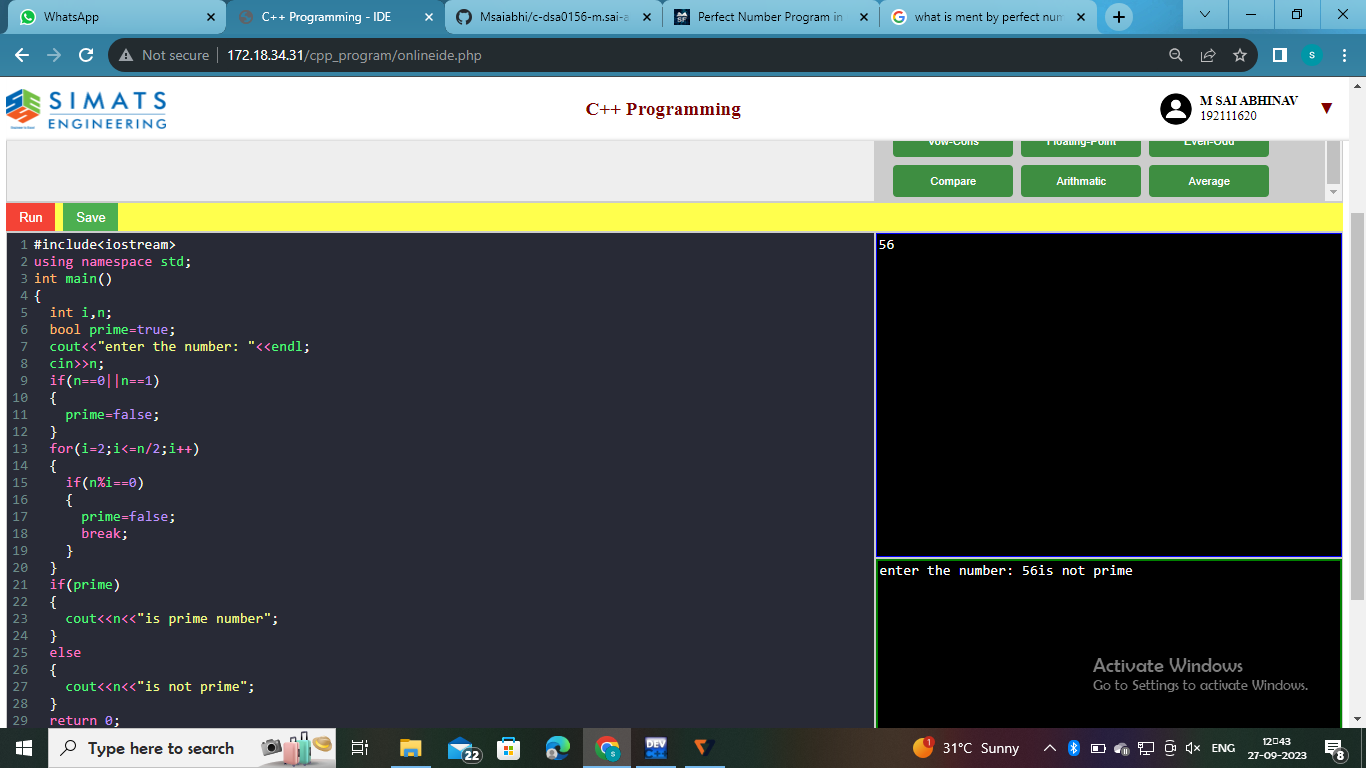 WhatsApp
C++ Programming - IDE
Msaiabhi/c-dsa0156-m.sai-a
Perfect Number Program in
what is ment by perfect num
Not secure
172.18.34.31/cpp_program/onlineide.php
S
SIMATS
ENGINEERING
C++ Programming
M SAI ABHINAV
192111620
Vow-Cons
Floating-Point
Even-Odd
Compare
Arithmatic
Average
Run
Save
1 #include<iostream>
2 using namespace std;
3 int main()
4 {
5   int i,n;
6   bool prime=true;
7   cout<<"enter the number: "<<endl;
8   cin>>n;
9   if(n==0||n==1)
10   {
11     prime=false;
12   }
13   for(i=2;i<=n/2;i++)
14   {
15     if(n%i==0)
16     {
17       prime=false;
18       break;
19     }
20   }
21   if(prime)
22   {
23     cout<<n<<"is prime number";
24   }
25   else
26   {
27     cout<<n<<"is not prime";
28   }
29   return 0;
56
enter the number: 56is not prime
Activate Windows
Go to Settings to activate Windows.
Type here to search
22
DEV
1
31°C Sunny
ENG
12:43
27-09-2023
8